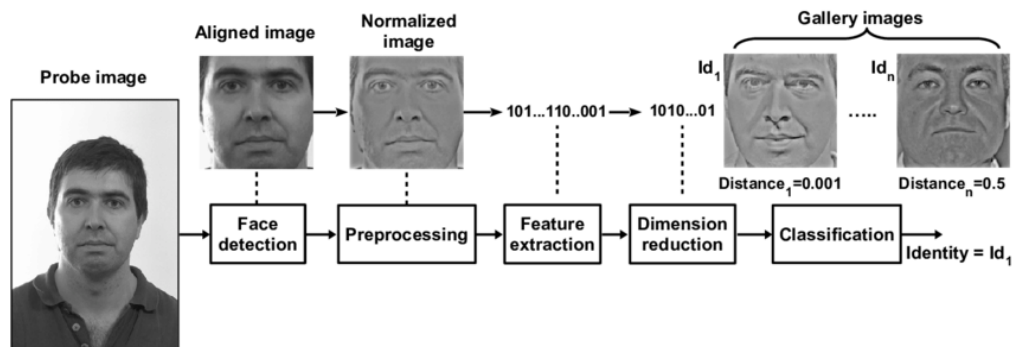 Gallery images
Aligned image
Normalized
image
Probe image
Id1
Idn
101...110..001
1010...01
.....
Distance1=0.001
Distancen=0.5
Face
detection
Preprocessing
Feature
extraction
Dimension
reduction
Classification
Identity = Id1